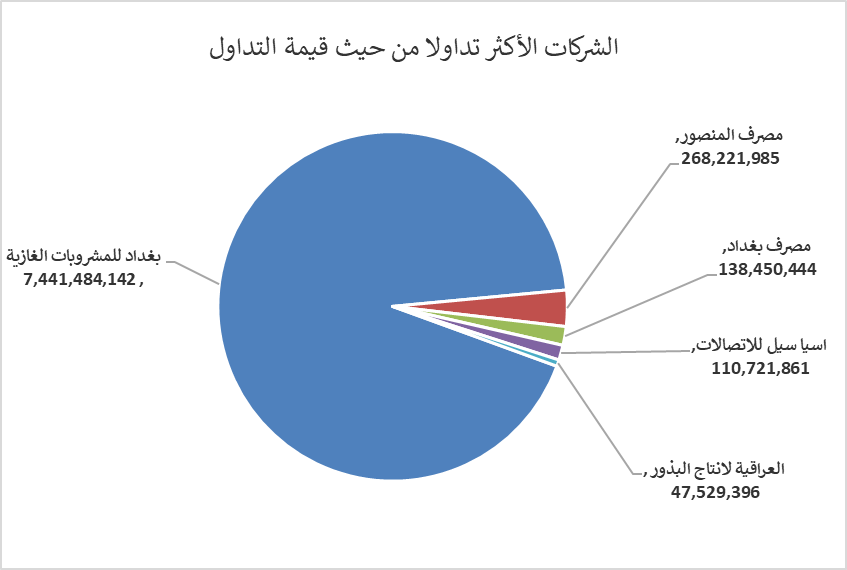 الشركات الأكثر تداولا من حيث قيمة التداول
مصرف المنصور,
268,221,985
مصرف بغداد,
138,450,444
اسيا سيل للاتصالات,
110,721,861
العراقية لانتاج البذور ,
47,529,396
بغداد للمشروبات الغازية
7,441,484,142 ,